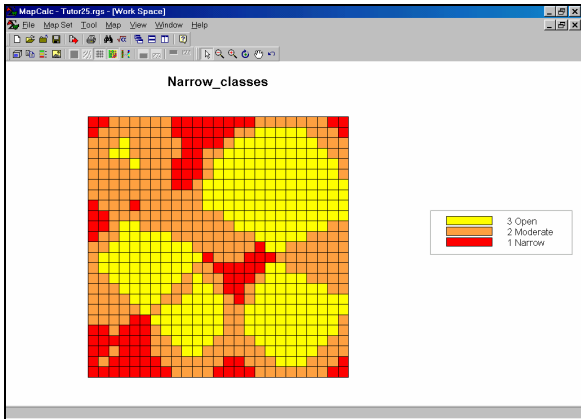 MapCalc - Tutor25.rgs - [Work Space]
File Map Set Tool Map View Window Help
Narrow_classes
3 Open
2 Moderate
1 Narrow